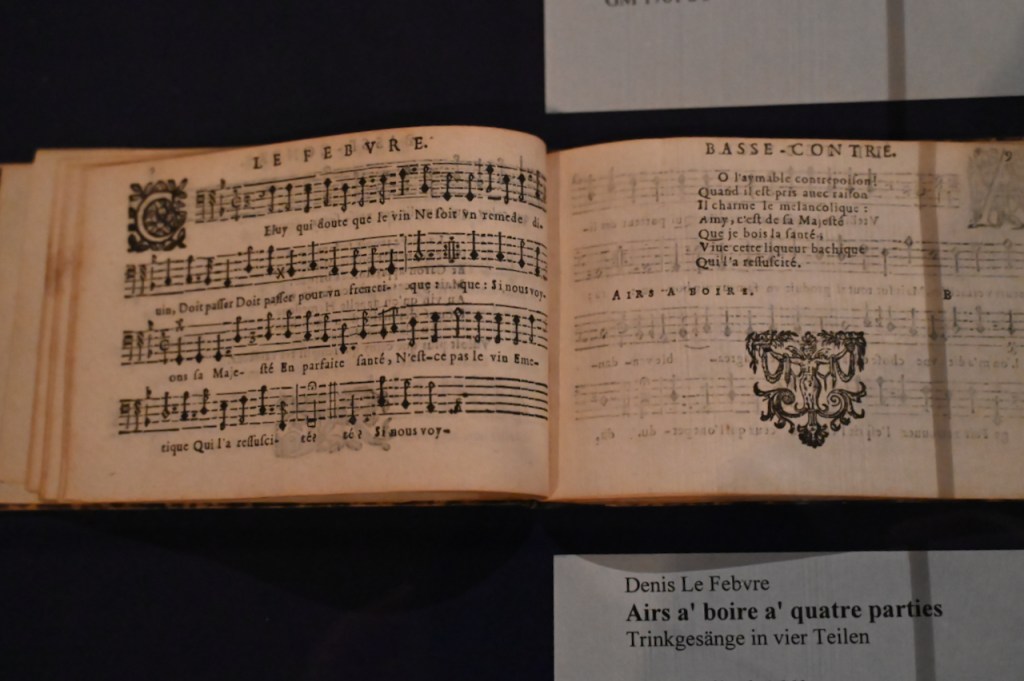 LE FEBVRE.
Eluy qui doute que le vin Ne soit vn remede di-
uin, Doit passer Doit passer pour vn freneti- que: que: Si nous voy-
ons sa Maje- sté En parfaite santé, N'est-ce pas le vin Eme-
tique Qui l'a ressusci- té? té? Si nous voy-
BASSE-CONTRE.
O l'aymable contrepoison!
Quand il est pris auec raison
Il charme le melancolique:
Amy, c'est de sa Majesté
Que je bois la santé,
Viue cette liqueur bachique
Qui l'a ressuscité.
AIRS A BOIRE. B
Denis Le Febvre
Airs a' boire a' quatre parties
Trinkgesänge in vier Teilen